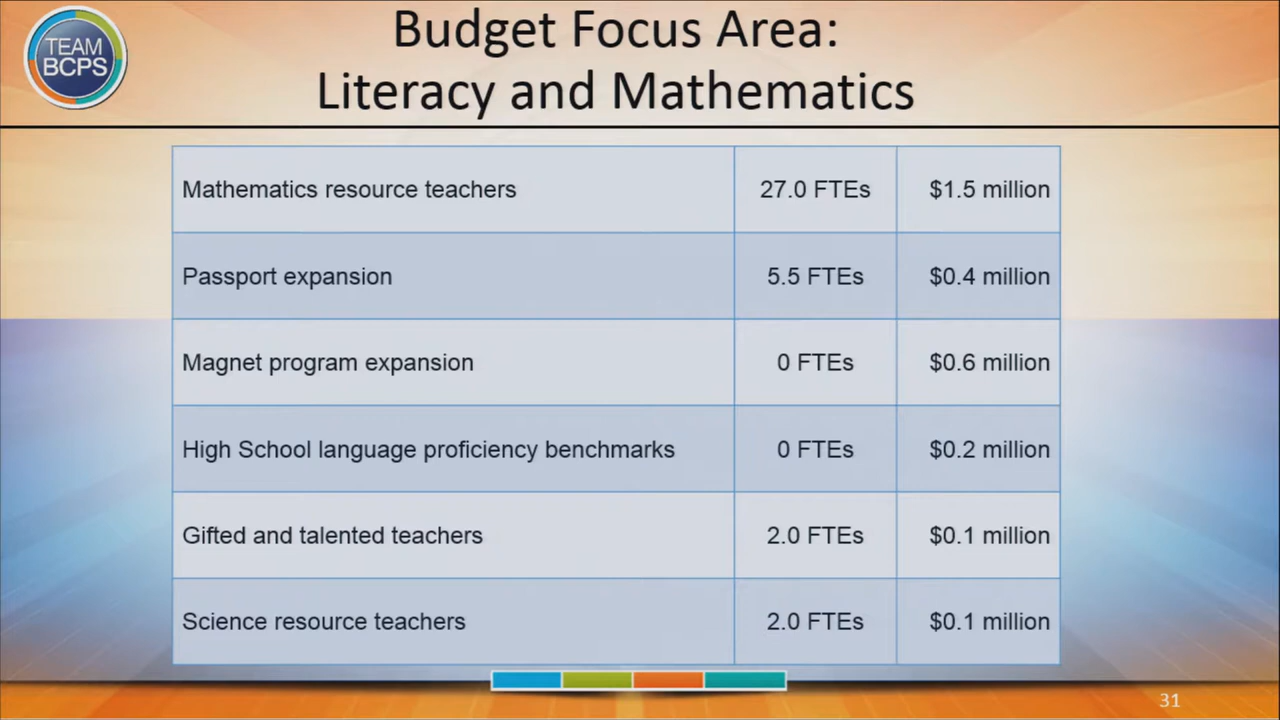 TEAM
BCPS
Budget Focus Area:
Literacy and Mathematics
Mathematics resource teachers 27.0 FTEs $1.5 million
Passport expansion 5.5 FTEs $0.4 million
Magnet program expansion 0 FTEs $0.6 million
High School language proficiency benchmarks 0 FTEs $0.2 million
Gifted and talented teachers 2.0 FTEs $0.1 million
Science resource teachers 2.0 FTEs $0.1 million
31